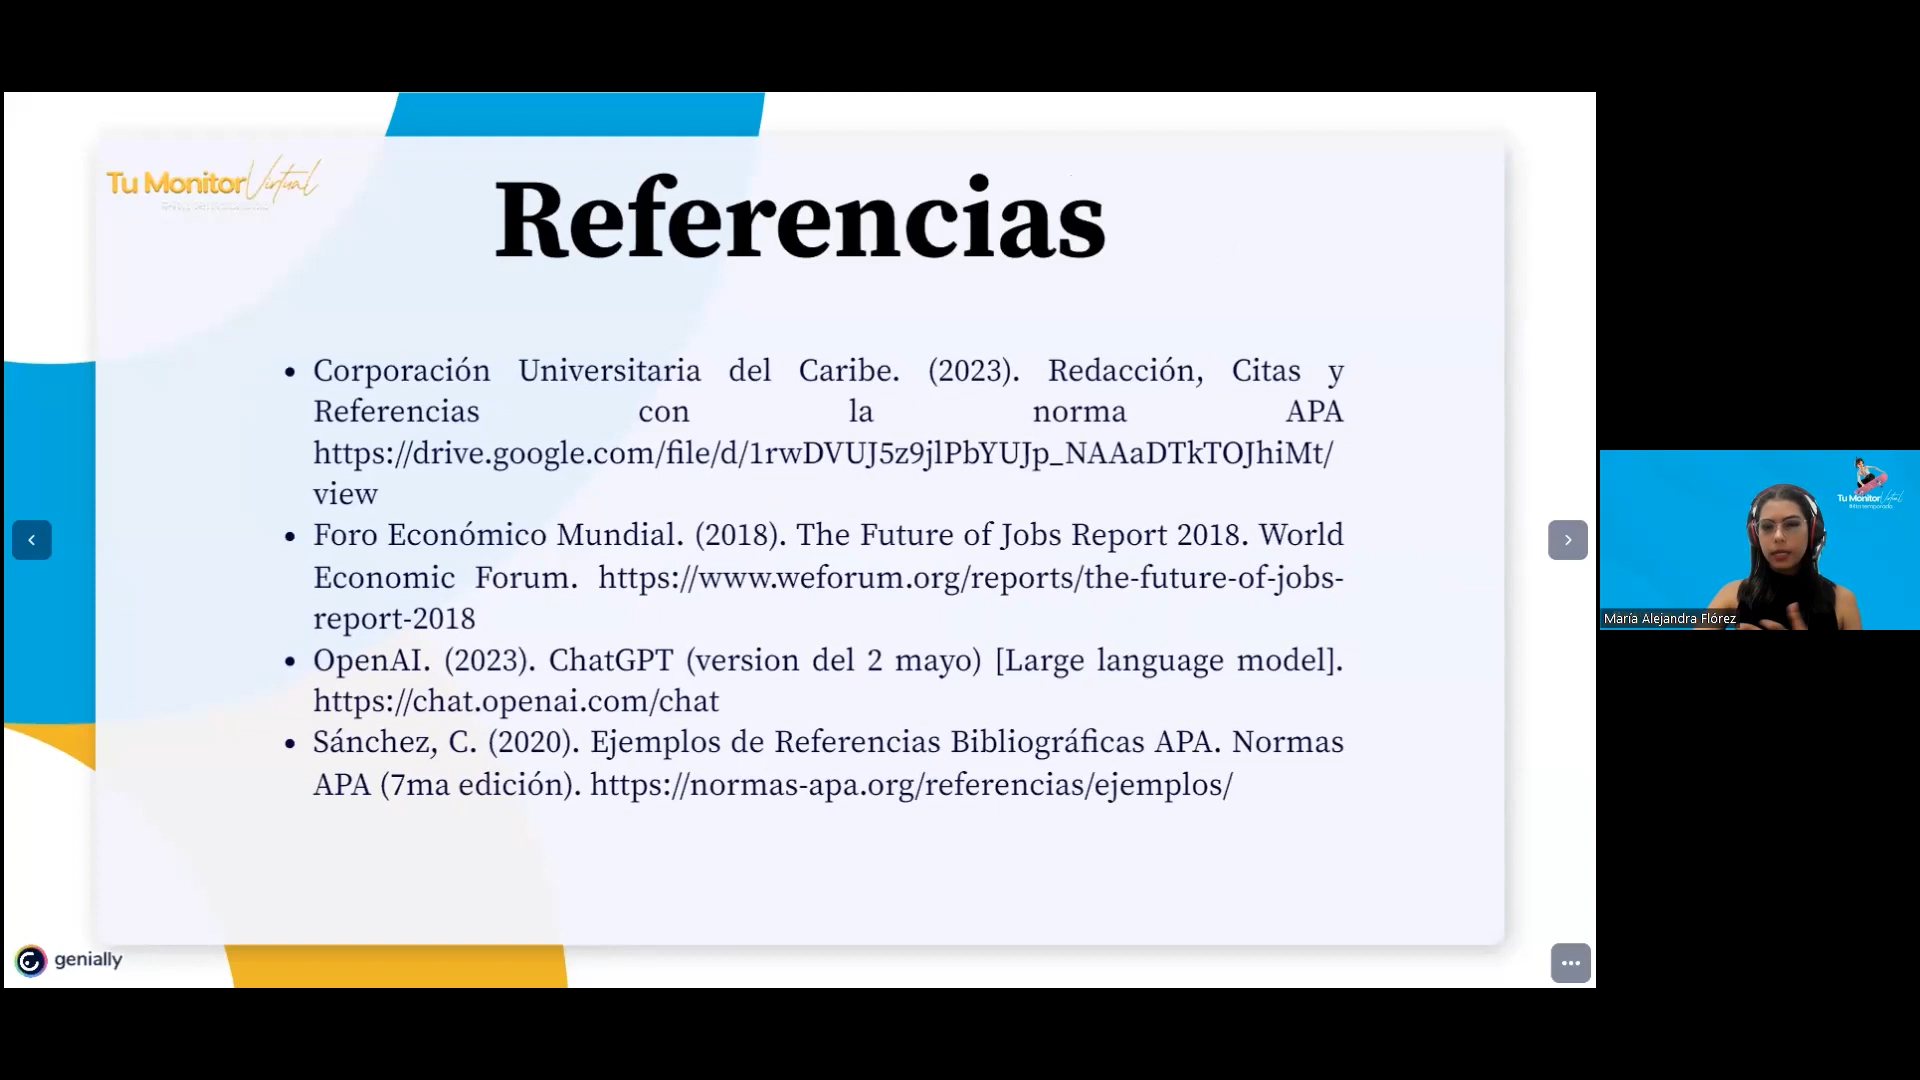 Tu Monitor Virtual
Referencias
• Corporación Universitaria del Caribe. (2023). Redacción, Citas y
Referencias con la norma APA
https://drive.google.com/file/d/1rwDVUJ5z9jlPbYUJp_NAAaDTkTOJhiMt/
view
• Foro Económico Mundial. (2018). The Future of Jobs Report 2018. World
Economic Forum. https://www.weforum.org/reports/the-future-of-jobs-
report-2018
• OpenAI. (2023). ChatGPT (version del 2 mayo) [Large language model].
https://chat.openai.com/chat
• Sánchez, C. (2020). Ejemplos de Referencias Bibliográficas APA. Normas
APA (7ma edición). https://normas-apa.org/referencias/ejemplos/
genially
Tu Monitor Virtual
María Alejandra Flórez